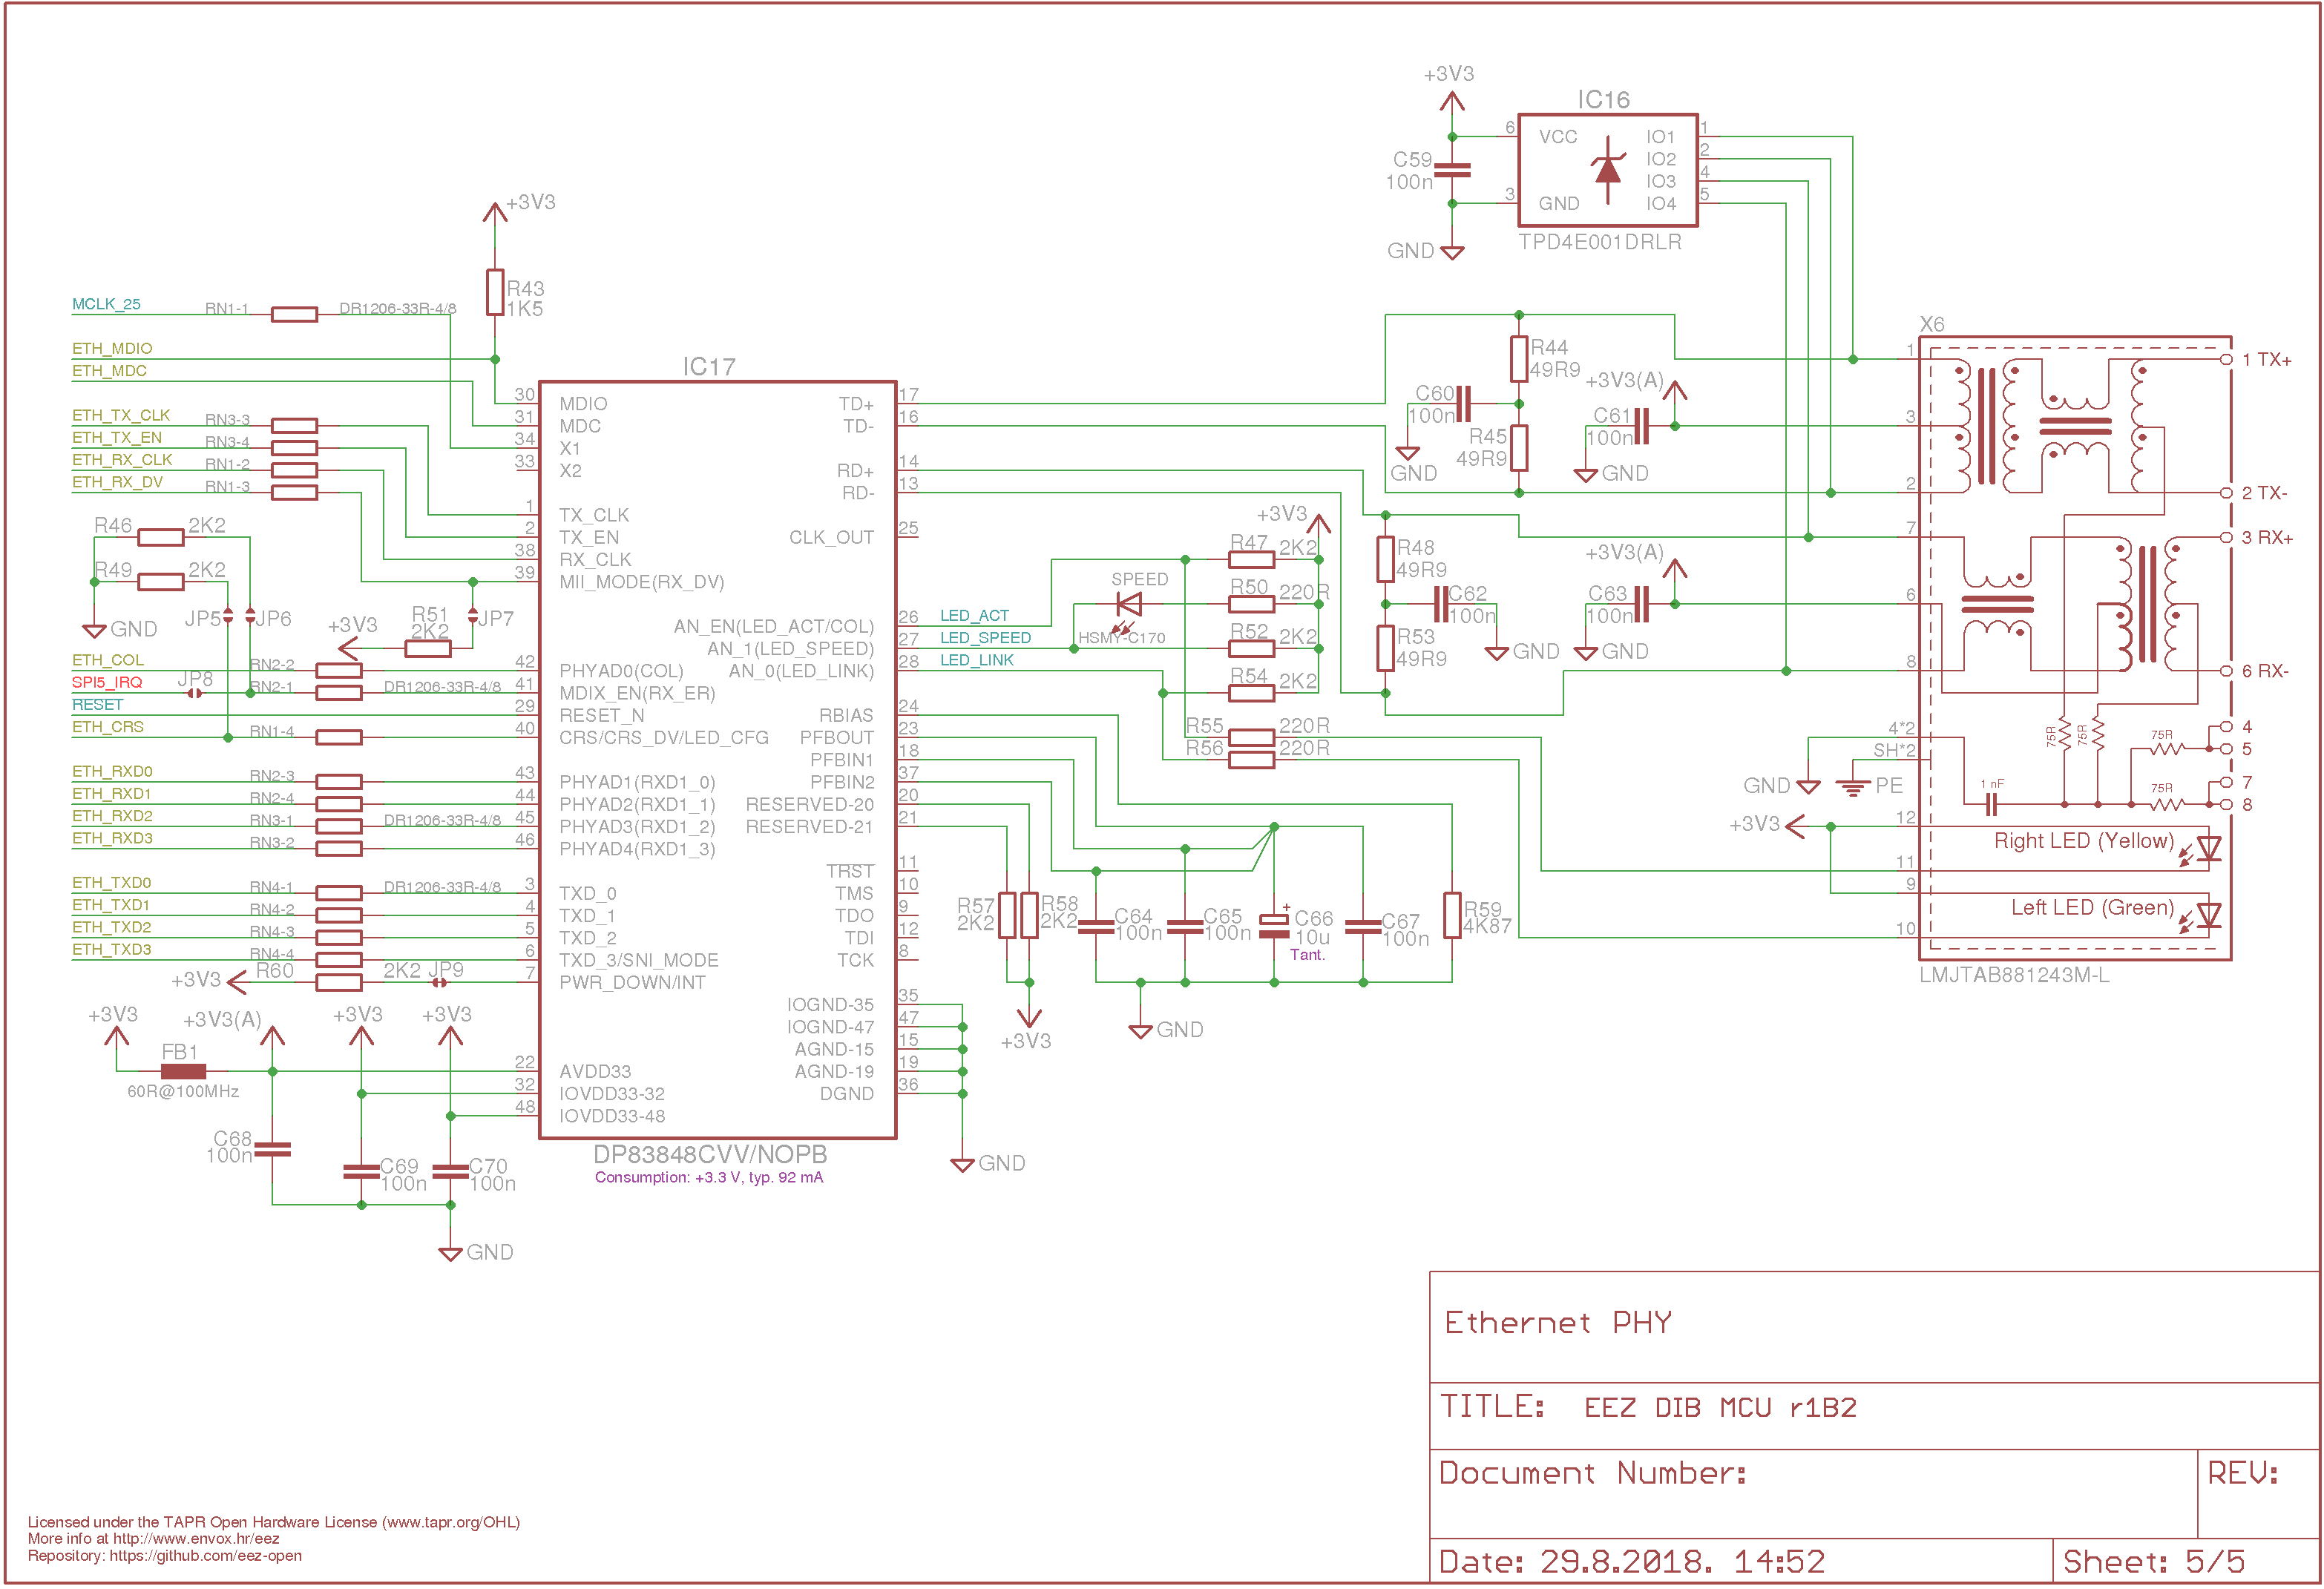 +3V3
IC16
6 VCC IO1 1
IO2 2
IO3 4
3 GND IO4 5
C59
100n
GND
TPD4E001DRLR
+3V3
R43
1K5
MCLK_25 RN1-1 DR1206-33R-4/8
ETH_MDIO
ETH_MDC
ETH_TX_CLK RN3-3
ETH_TX_EN RN3-4
ETH_RX_CLK RN1-2
ETH_RX_DV RN1-3
R46 2K2
R49 2K2
GND
JP5 JP6
+3V3
R51
2K2
JP7
ETH_COL RN2-2
SPI5_IRQ JP8 RN2-1 DR1206-33R-4/8
RESET
ETH_CRS RN1-4
ETH_RXD0 RN2-3
ETH_RXD1 RN2-4
ETH_RXD2 RN3-1 DR1206-33R-4/8
ETH_RXD3 RN3-2
ETH_TXD0 RN4-1 DR1206-33R-4/8
ETH_TXD1 RN4-2
ETH_TXD2 RN4-3
ETH_TXD3 RN4-4
+3V3 R60 2K2 JP9
+3V3 +3V3(A) +3V3 +3V3
FB1
60R@100MHz
C68
100n
C69
100n
C70
100n
GND
IC17
30 MDIO TD+ 17
31 MDC TD- 16
34 X1
33 X2 RD+ 14
RD- 13
1 TX_CLK
2 TX_EN CLK_OUT 25
38 RX_CLK
39 MII_MODE(RX_DV)
AN_EN(LED_ACT/COL) 26
AN_1(LED_SPEED) 27
42 PHYAD0(COL) AN_0(LED_LINK) 28
41 MDIX_EN(RX_ER)
29 RESET_N RBIAS 24
40 CRS/CRS_DV/LED_CFG PFBOUT 23
PFBIN1 18
43 PHYAD1(RXD1_0) PFBIN2 37
44 PHYAD2(RXD1_1) RESERVED-20 20
45 PHYAD3(RXD1_2) RESERVED-21 21
46 PHYAD4(RXD1_3)
TRST 11
3 TXD_0 TMS 10
4 TXD_1 TDO 9
5 TXD_2 TDI 12
6 TXD_3/SNI_MODE TCK 8
7 PWR_DOWN/INT
IOGND-35 35
IOGND-47 47
AGND-15 15
22 AVDD33 AGND-19 19
32 IOVDD33-32 DGND 36
48 IOVDD33-48
DP83848CVV/NOPB
Consumption: +3.3 V, typ. 92 mA
GND
LED_ACT
LED_SPEED
LED_LINK
SPEED
HSMY-C170
+3V3
R47 2K2
R50 220R
R52 2K2
R54 2K2
R55 220R
R56 220R
R44
49R9
C60
100n
GND
R45
49R9
+3V3(A)
C61
100n
GND
R48
49R9
C62
100n
R53
49R9
GND
+3V3(A)
C63
100n
GND
R57
2K2
R58
2K2
+3V3
C64
100n
C65
100n
+
C66
10u
Tant.
C67
100n
R59
4K87
GND
X6
1 1 TX+
3
2 2 TX-
7 3 RX+
6
8 6 RX-
4*2 4
SH*2 5
7
8
75R 75R 75R
75R
1 nF
GND PE
+3V3
12
Right LED (Yellow)
11
9
Left LED (Green)
10
LMJTAB881243M-L
Ethernet PHY
TITLE: EEZ DIB MCU r1B2
Document Number: REV:
Date: 29.8.2018. 14:52 Sheet: 5/5
Licensed under the TAPR Open Hardware License (www.tapr.org/OHL)
More info at http://www.envox.hr/eez
Repository: https://github.com/eez-open